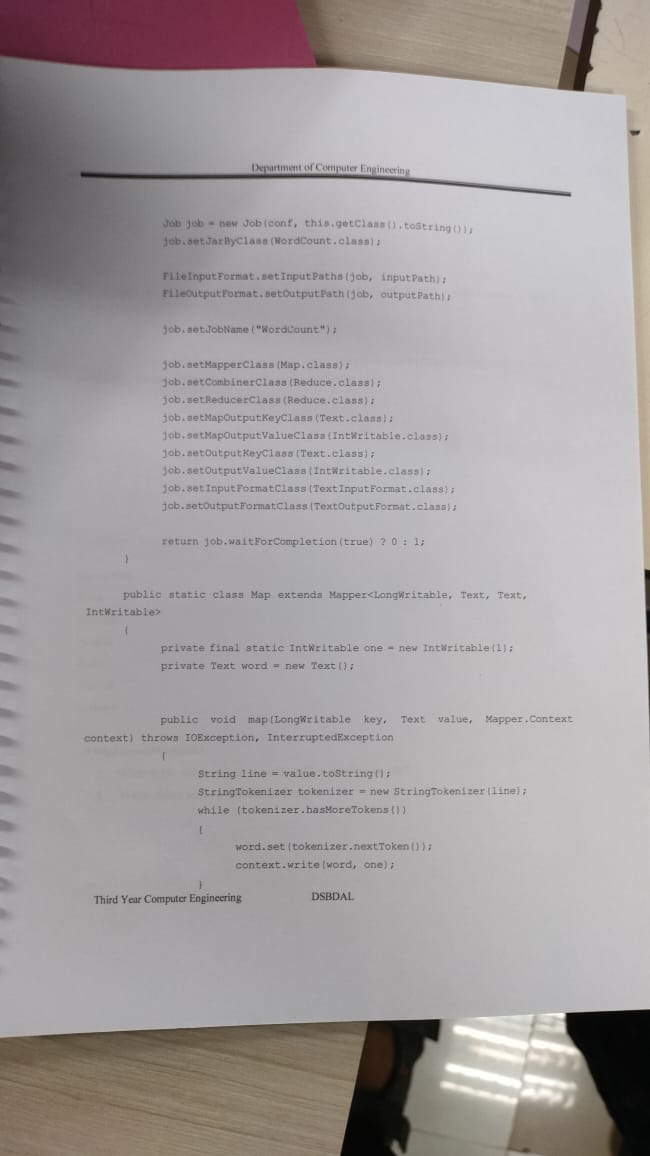 Department of Computer Engineering
Job job = new Job(conf, this.getClass().toString());
job.setJarByClass(WordCount.class);
FileInputFormat.setInputPaths(job, inputPath);
FileOutputFormat.setOutputPath(job, outputPath);
job.setJobName("WordCount");
job.setMapperClass(Map.class);
job.setCombinerClass(Reduce.class);
job.setReducerClass(Reduce.class);
job.setMapOutputKeyClass(Text.class);
job.setMapOutputValueClass(IntWritable.class);
job.setOutputKeyClass(Text.class);
job.setOutputValueClass(IntWritable.class);
job.setInputFormatClass(TextInputFormat.class);
job.setOutputFormatClass(TextOutputFormat.class);
return job.waitForCompletion(true) ? 0 : 1;
}
public static class Map extends Mapper<LongWritable, Text, Text,
IntWritable>
{
private final static IntWritable one = new IntWritable(1);
private Text word = new Text();
public void map(LongWritable key, Text value, Mapper.Context
context) throws IOException, InterruptedException
{
String line = value.toString();
StringTokenizer tokenizer = new StringTokenizer(line);
while (tokenizer.hasMoreTokens())
{
word.set(tokenizer.nextToken());
context.write(word, one);
}
Third Year Computer Engineering DSBDAL